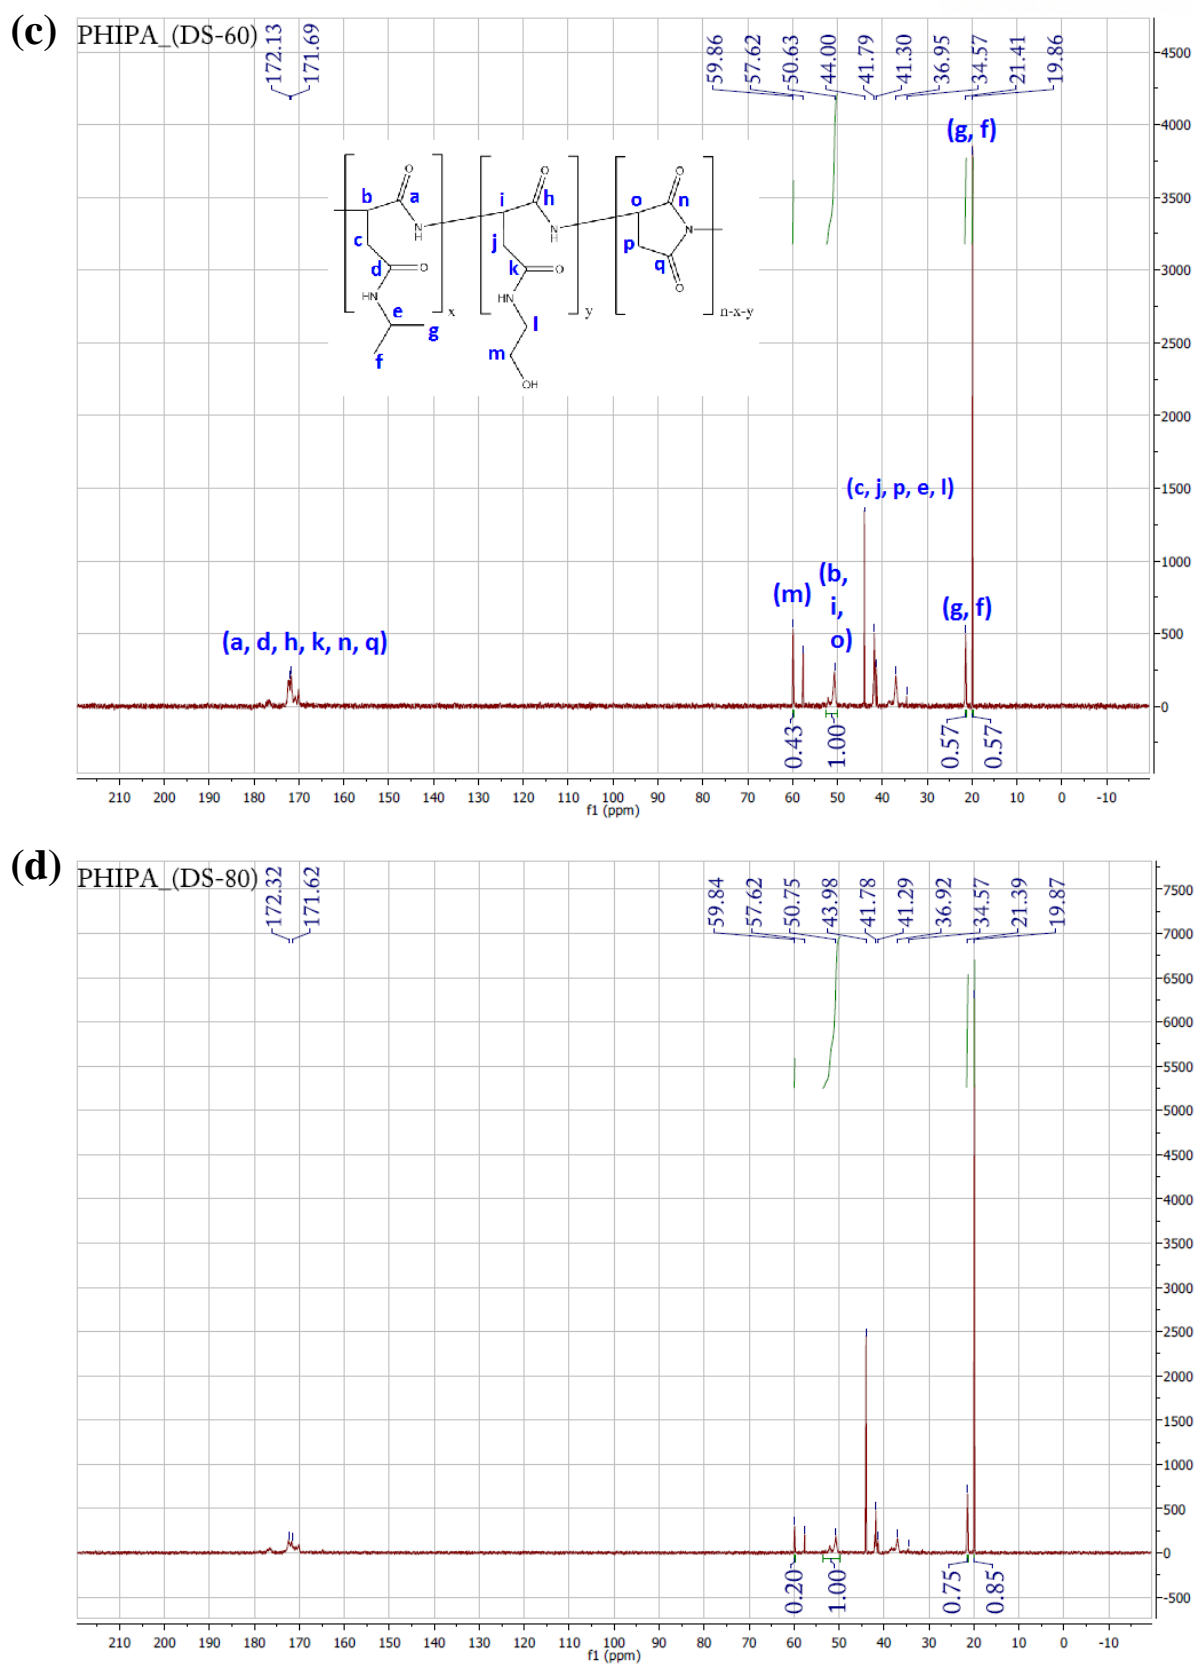 (c)
PHIPA_(DS-60)
172.13
171.69
59.86
57.62
50.63
44.00
41.79
41.30
36.95
34.57
21.41
19.86
(g, f)
b
a
O
N
H
c
d
O
HN
e
g
f
x
i
h
O
N
H
j
k
O
HN
l
m
OH
y
o
n
O
N
p
q
O
n-x-y
(c, j, p, e, l)
(m)
(b,
i,
o)
(g, f)
(a, d, h, k, n, q)
0.43
1.00
0.57
0.57
4500
4000
3500
3000
2500
2000
1500
1000
500
0
210 200 190 180 170 160 150 140 130 120 110 100 90 80 70 60 50 40 30 20 10 0 -10
f1 (ppm)
(d)
PHIPA_(DS-80)
172.32
171.62
59.84
57.62
50.75
43.98
41.78
41.29
36.92
34.57
21.39
19.87
0.20
1.00
0.75
0.85
7500
7000
6500
6000
5500
5000
4500
4000
3500
3000
2500
2000
1500
1000
500
0
-500
210 200 190 180 170 160 150 140 130 120 110 100 90 80 70 60 50 40 30 20 10 0 -10
f1 (ppm)